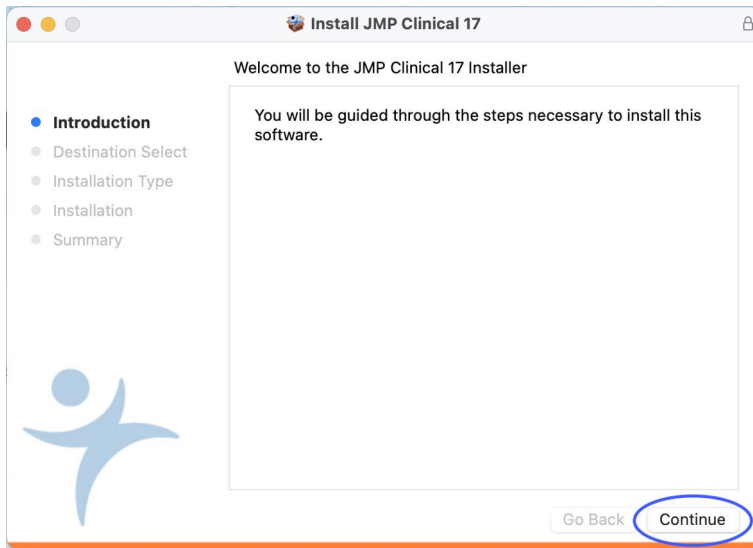 Install JMP Clinical 17
Welcome to the JMP Clinical 17 Installer
Introduction
Destination Select
Installation Type
Installation
Summary
You will be guided through the steps necessary to install this
software.
Go Back
Continue